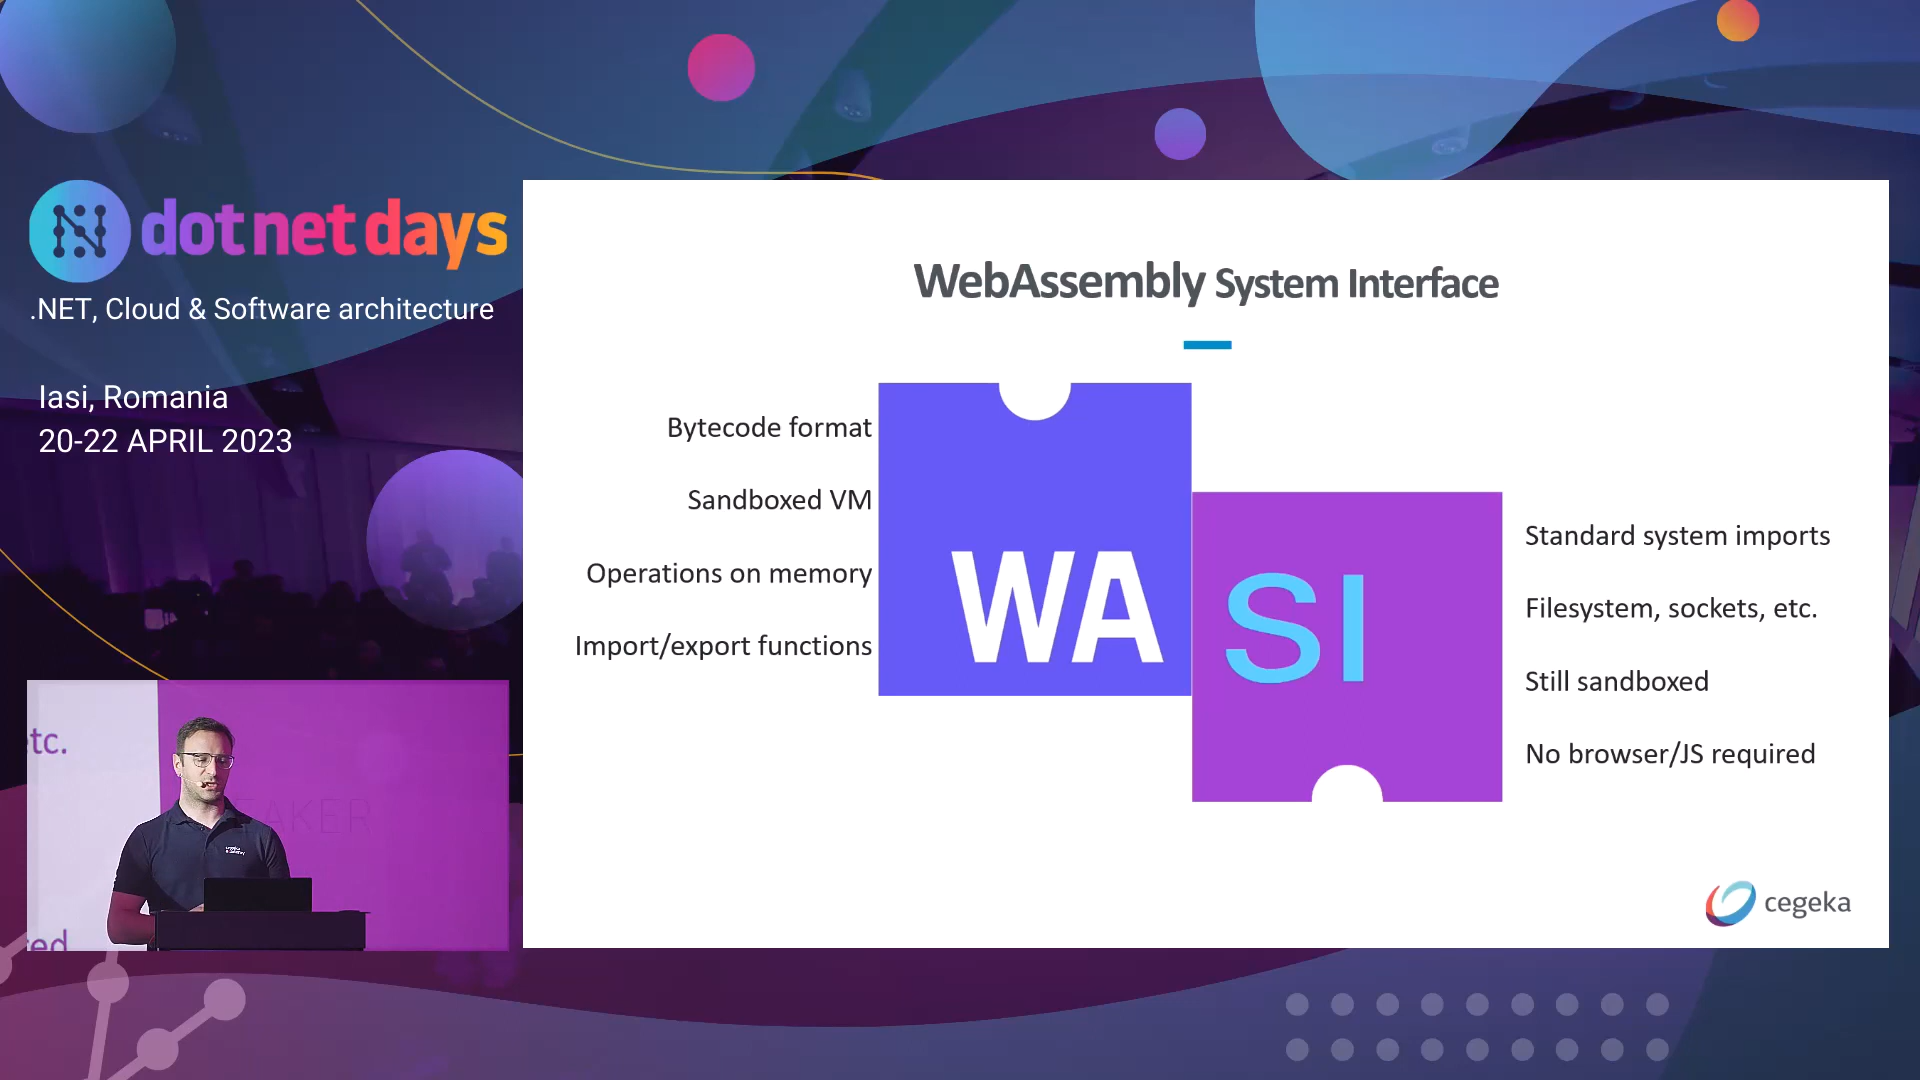 dotnetdays
.NET, Cloud & Software architecture
Iasi, Romania
20-22 APRIL 2023
WebAssembly System Interface
Bytecode format
Sandboxed VM
Operations on memory
Import/export functions
WA
SI
Standard system imports
Filesystem, sockets, etc.
Still sandboxed
No browser/JS required
cegeka
tc.
AKER
ed